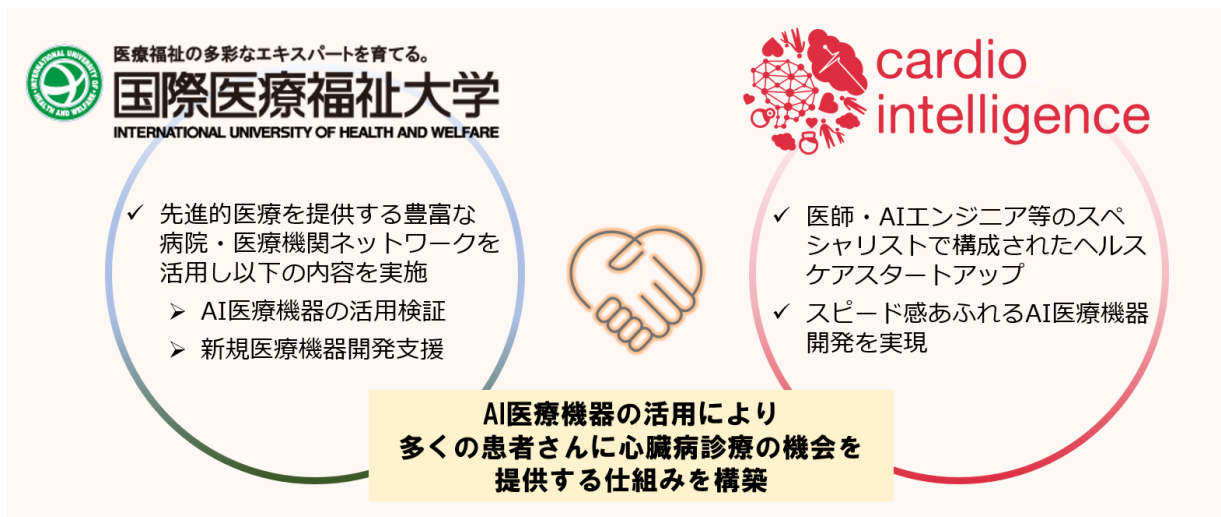 医療福祉の多彩なエキスパートを育てる。
国際医療福祉大学
INTERNATIONAL UNIVERSITY OF HEALTH AND WELFARE
INTERNATIONAL UNIVERSITY OF HEALTH AND WELFARE
✓ 先進的医療を提供する豊富な
病院・医療機関ネットワークを
活用し以下の内容を実施
➢ AI医療機器の活用検証
➢ 新規医療機器開発支援
cardio
intelligence
✓ 医師・AIエンジニア等のスペ
シャリストで構成されたヘルス
ケアスタートアップ
✓ スピード感あふれるAI医療機器
開発を実現
AI医療機器の活用により
多くの患者さんに心臓病診療の機会を
提供する仕組みを構築